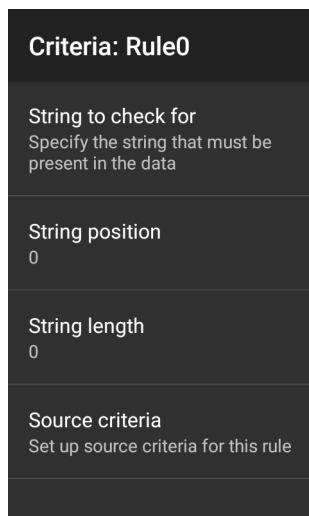 Criteria: Rule0
String to check for
Specify the string that must be
present in the data
String position
0
String length
0
Source criteria
Set up source criteria for this rule